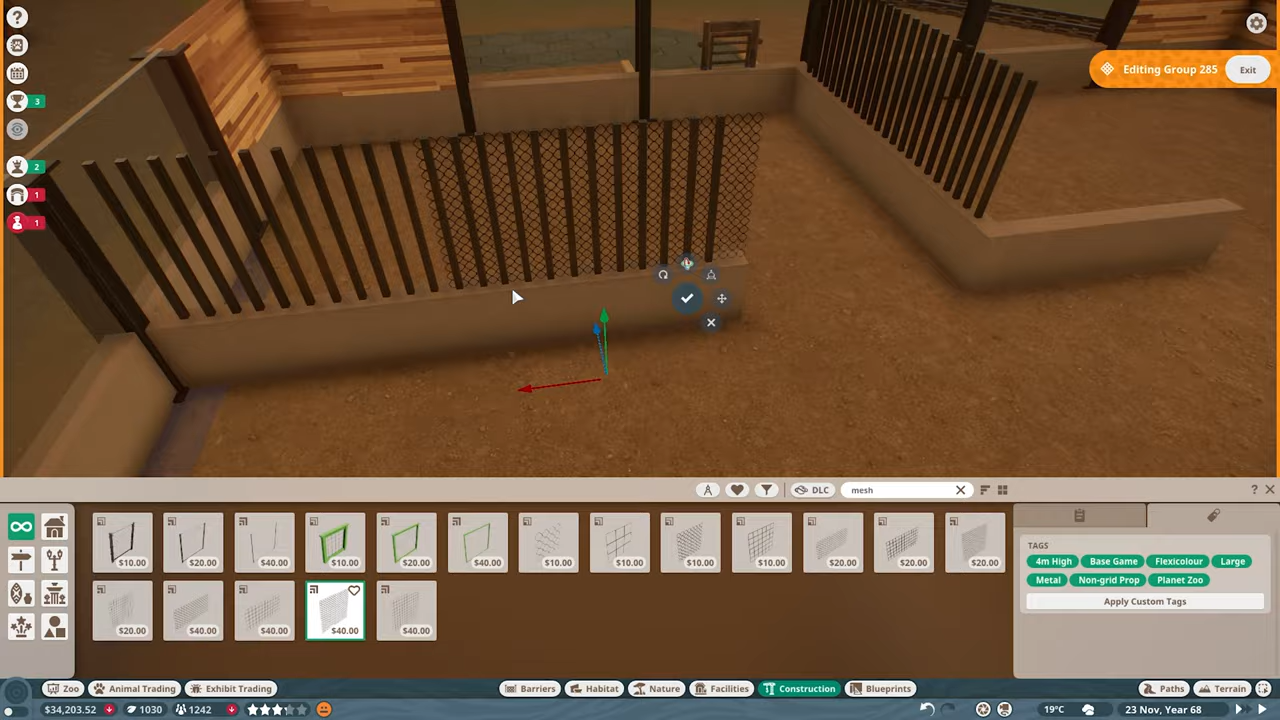 ?
Editing Group 285
Exit
3
2
1
1
DLC
mesh
?
$10.00
$20.00
$40.00
$10.00
$20.00
$40.00
$10.00
$10.00
$10.00
$10.00
$20.00
$20.00
$20.00
$20.00
$40.00
$40.00
$40.00
$40.00
TAGS
4m High
Base Game
Flexicolour
Large
Metal
Non-grid Prop
Planet Zoo
Apply Custom Tags
Zoo
Animal Trading
Exhibit Trading
Barriers
Habitat
Nature
Facilities
Construction
Blueprints
Paths
Terrain
$34,203.52
1030
1242
19°C
23 Nov, Year 68